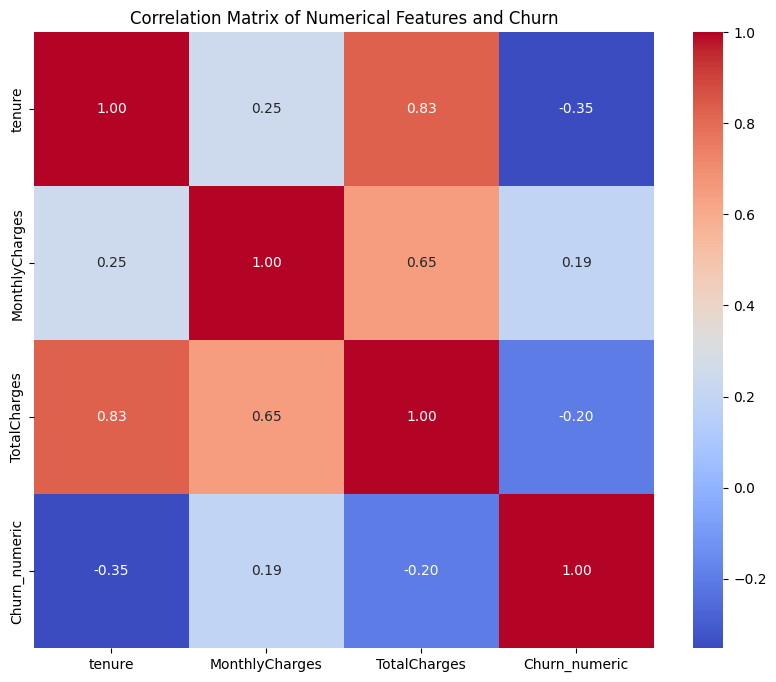 Correlation Matrix of Numerical Features and Churn
tenure
1.00 0.25 0.83 -0.35
MonthlyCharges
0.25 1.00 0.65 0.19
TotalCharges
0.83 0.65 1.00 -0.20
Churn_numeric
-0.35 0.19 -0.20 1.00
tenure MonthlyCharges TotalCharges Churn_numeric
1.0
0.8
0.6
0.4
0.2
0.0
−0.2